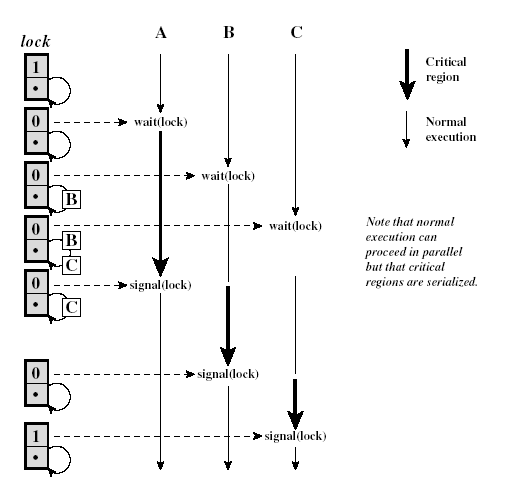 A B C
lock
1
Critical
region
0
wait(lock)
Normal
execution
0
wait(lock)
B
0
wait(lock)
B
C
Note that normal
execution can
proceed in parallel
but that critical
regions are serialized.
0
signal(lock)
C
0
signal(lock)
1
signal(lock)